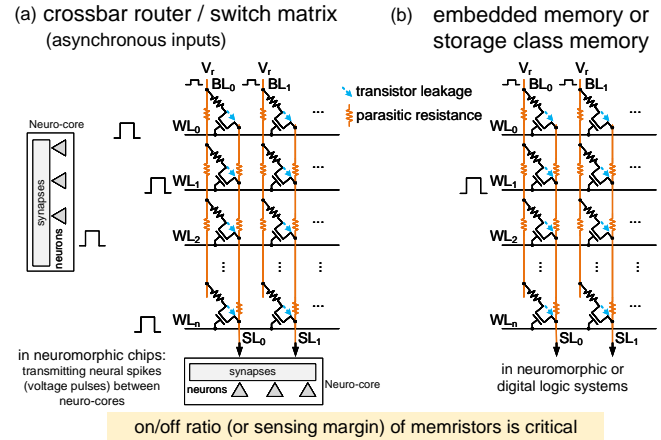 (a) crossbar router / switch matrix
(asynchronous inputs)
(b) embedded memory or
storage class memory
Vr
Vr
BL0
BL1
transistor leakage
parasitic resistance
...
Neuro-core
synapses
neurons
WL0
...
WL1
...
WL2
...
⋮
⋮
...
WLn
SL0
SL1
in neuromorphic chips:
transmitting neural spikes
(voltage pulses) between
neuro-cores
synapses
neurons
Neuro-core
Vr
Vr
BL0
BL1
...
WL0
...
WL1
...
WL2
...
⋮
⋮
...
WLn
SL0
SL1
in neuromorphic or
digital logic systems
on/off ratio (or sensing margin) of memristors is critical